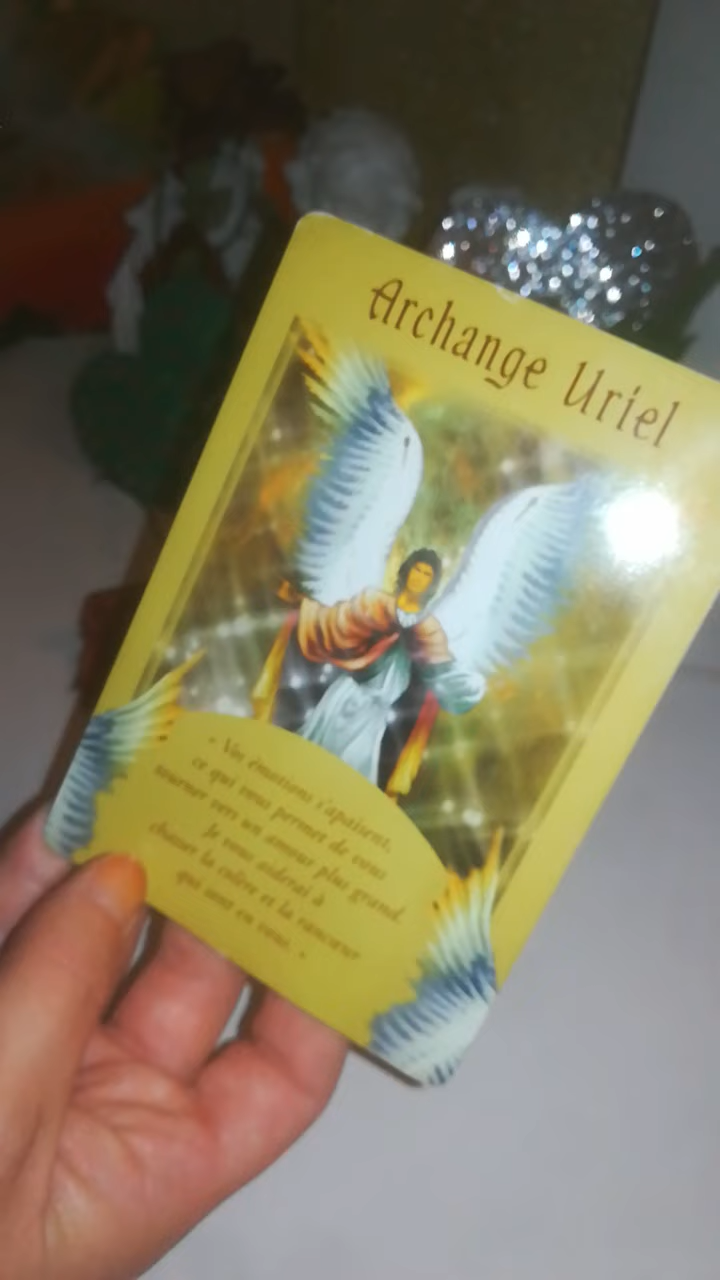 Archange Uriel
« Vos émotions s'apaisent,
ce qui vous permet de vous
tourner vers un amour plus grand.
Je vous aiderai à
chasser la colère et la rancœur
qui sont en vous. »